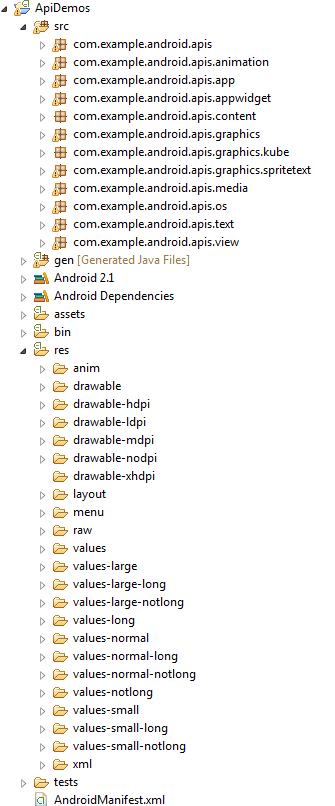 ApiDemos
src
com.example.android.apis
com.example.android.apis.animation
com.example.android.apis.app
com.example.android.apis.appwidget
com.example.android.apis.content
com.example.android.apis.graphics
com.example.android.apis.graphics.kube
com.example.android.apis.graphics.spritetext
com.example.android.apis.media
com.example.android.apis.os
com.example.android.apis.text
com.example.android.apis.view
gen [Generated Java Files]
Android 2.1
Android Dependencies
assets
bin
res
anim
drawable
drawable-hdpi
drawable-ldpi
drawable-mdpi
drawable-nodpi
drawable-xhdpi
layout
menu
raw
values
values-large
values-large-long
values-large-notlong
values-long
values-normal
values-normal-long
values-normal-notlong
values-notlong
values-small
values-small-long
values-small-notlong
xml
tests
AndroidManifest.xml